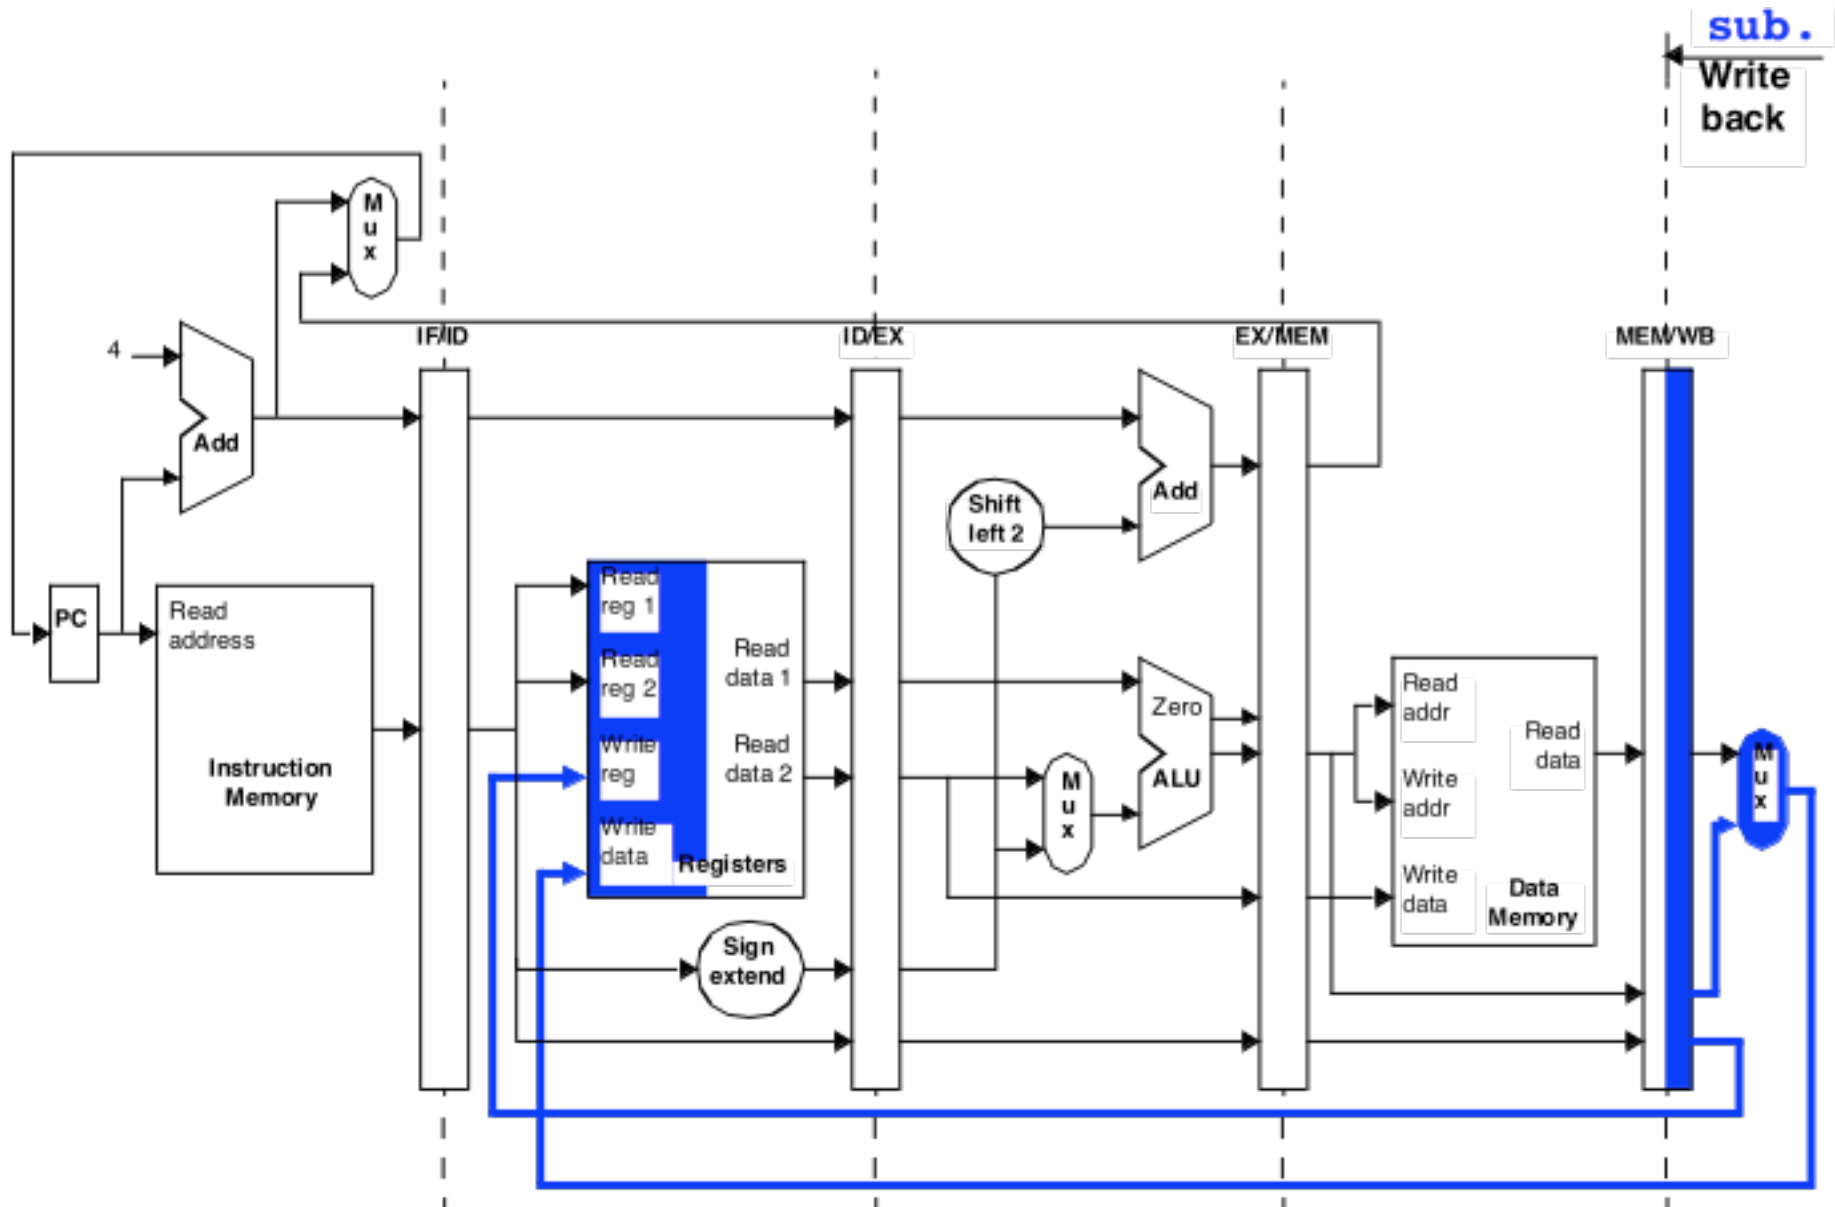 sub.
Write
back
M
u
x
IF/ID
ID/EX
EX/MEM
MEM/WB
4
Add
Add
Shift
left 2
PC
Read
address
Instruction
Memory
Read
reg 1
Read
reg 2
Write
reg
Write
data
Read
data 1
Read
data 2
Registers
Sign
extend
M
u
x
Zero
ALU
Read
addr
Write
addr
Write
data
Read
data
Data
Memory
M
u
x